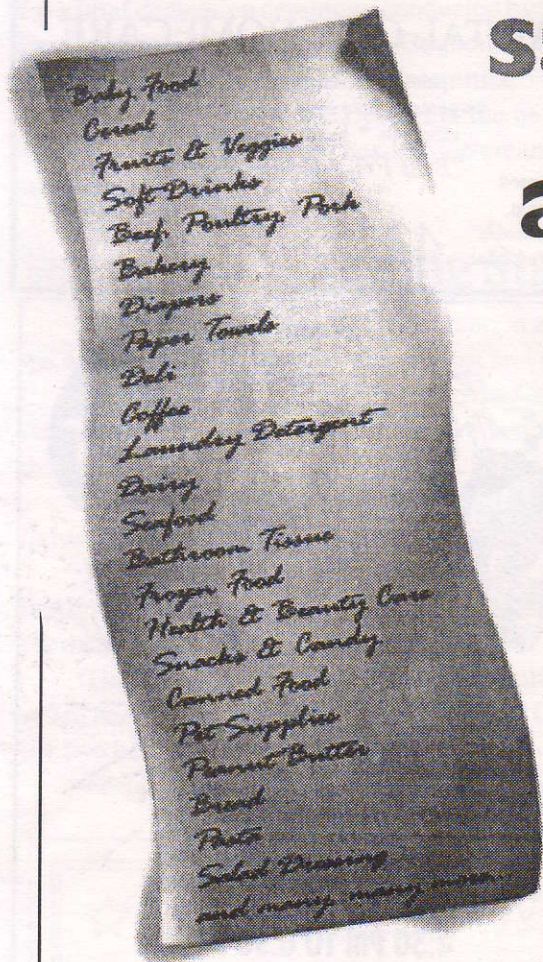 Baby Food
Cereal
Fruits & Veggies
Soft Drinks
Beef, Poultry, Pork
Bakery
Diapers
Paper Towels
Deli
Coffee
Laundry Detergent
Dairy
Seafood
Bathroom Tissue
Frozen Food
Health & Beauty Care
Snacks & Candy
Canned Food
Pet Supplies
Peanut Butter
Bread
Pasta
Salad Dressing
and many, many more...